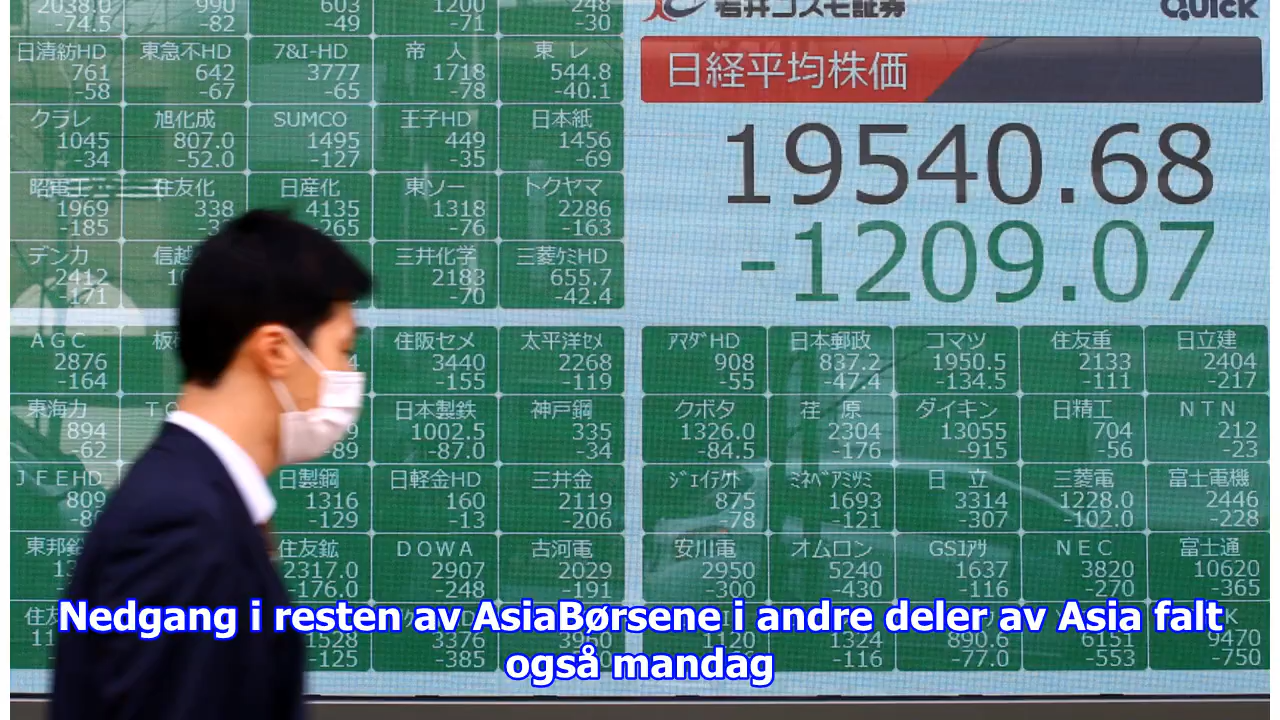 2038.0 990 603 1200 248
-74.5 -82 -49 -71 -30
日清紡HD 東急不HD 7&I-HD 帝 人 東 レ
761 642 3777 1718 544.8
-58 -67 -65 -78 -40.1
クラレ 旭化成 SUMCO 王子HD 日本紙
1045 807.0 1495 449 1456
-34 -52.0 -127 -35 -69
昭電工 住友化 日産化 東ソー トクヤマ
1969 338 4135 1318 2286
-185 -265 -76 -163
デンカ 信越 三井化学 三菱ｹﾐHD
2412 2183 655.7
-171 -70 -42.4
ＡＧＣ 住阪セメ 太平洋ｾﾒ
2876 3440 2268
-164 -155 -119
東海カ 日本製鉄 神戸鋼
894 1002.5 335
-62 -89 -87.0 -34
ＪＦＥHD 日製鋼 日軽金HD 三井金
809 1316 160 2119
-129 -13 -206
東邦鉛 住友鉱 ＤＯＷＡ 古河電
2317.0 2907 2029
-176.0 -248 -191
1528 3376
-125 -385
岩井コスモ証券 QUICK
日経平均株価
19540.68
-1209.07
ｱﾏﾀﾞHD 日本郵政 コマツ 住友重 日立建
908 837.2 1950.5 2133 2404
-55 -47.4 -134.5 -111 -217
クボタ 荏 原 ダイキン 日精工 ＮＴＮ
1326.0 2304 13055 704 212
-84.5 -176 -915 -56 -23
ｼﾞｪｲﾃｸﾄ ﾐﾈﾍﾞｱﾐﾂﾐ 日 立 三菱電 富士電機
875 1693 3314 1228.0 2446
-78 -121 -307 -102.0 -228
安川電 オムロン GSﾕｱｻ ＮＥＣ 富士通
2950 5240 1637 3820 10620
-300 -430 -116 -270 -365
1120 1324 890.6 6151 9470
-116 -77.0 -553 -750
Nedgang i resten av AsiaBørsene i andre deler av Asia falt
også mandag